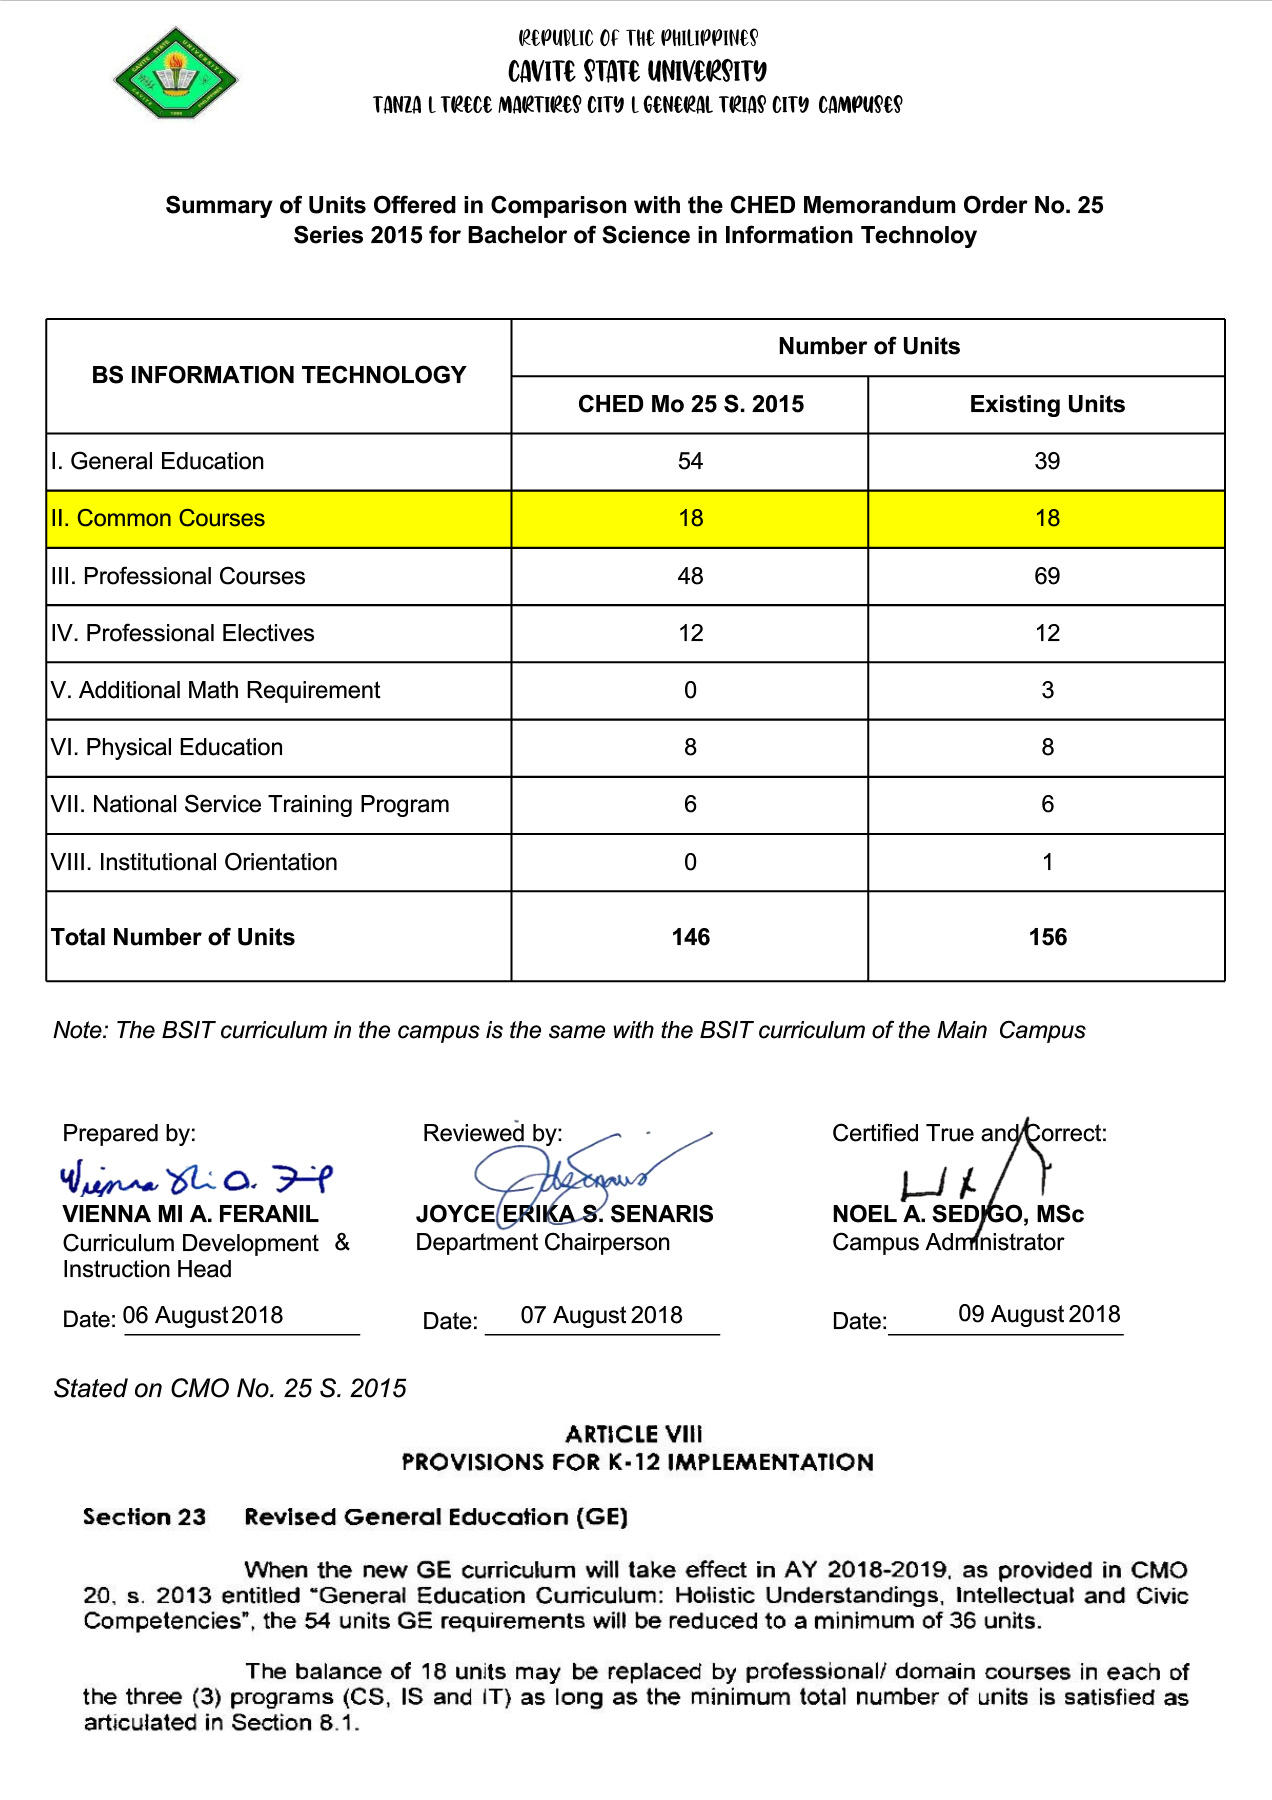 REPUBLIC OF THE PHILIPPINES
CAVITE STATE UNIVERSITY
TANZA L TRECE MARTIRES CITY L GENERAL TRIAS CITY CAMPUSES
Summary of Units Offered in Comparison with the CHED Memorandum Order No. 25
Series 2015 for Bachelor of Science in Information Technoloy
BS INFORMATION TECHNOLOGY
Number of Units
CHED Mo 25 S. 2015 Existing Units
I. General Education 54 39
II. Common Courses 18 18
III. Professional Courses 48 69
IV. Professional Electives 12 12
V. Additional Math Requirement 0 3
VI. Physical Education 8 8
VII. National Service Training Program 6 6
VIII. Institutional Orientation 0 1
Total Number of Units 146 156
Note: The BSIT curriculum in the campus is the same with the BSIT curriculum of the Main Campus
Prepared by: Reviewed by: Certified True and Correct:
VIENNA MI A. FERANIL JOYCE ERIKA S. SENARIS NOEL A. SEDIGO, MSc
Curriculum Development & Department Chairperson Campus Administrator
Instruction Head
Date: 06 August 2018 Date: 07 August 2018 Date: 09 August 2018
Stated on CMO No. 25 S. 2015
ARTICLE VIII
PROVISIONS FOR K-12 IMPLEMENTATION
Section 23 Revised General Education (GE)
When the new GE curriculum will take effect in AY 2018-2019, as provided in CMO
20, s. 2013 entitled "General Education Curriculum: Holistic Understandings, Intellectual and Civic
Competencies", the 54 units GE requirements will be reduced to a minimum of 36 units.
The balance of 18 units may be replaced by professional/ domain courses in each of
the three (3) programs (CS, IS and IT) as long as the minimum total number of units is satisfied as
articulated in Section 8.1.